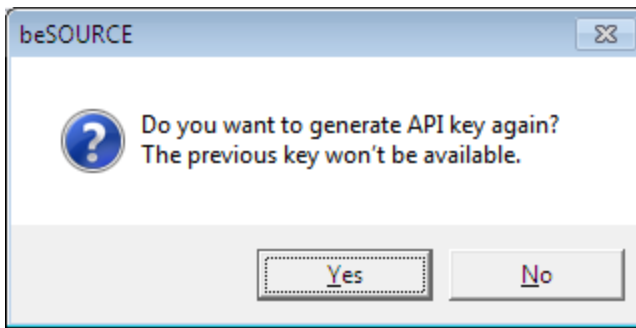 beSOURCE
Do you want to generate API key again?
The previous key won't be available.
Yes
No